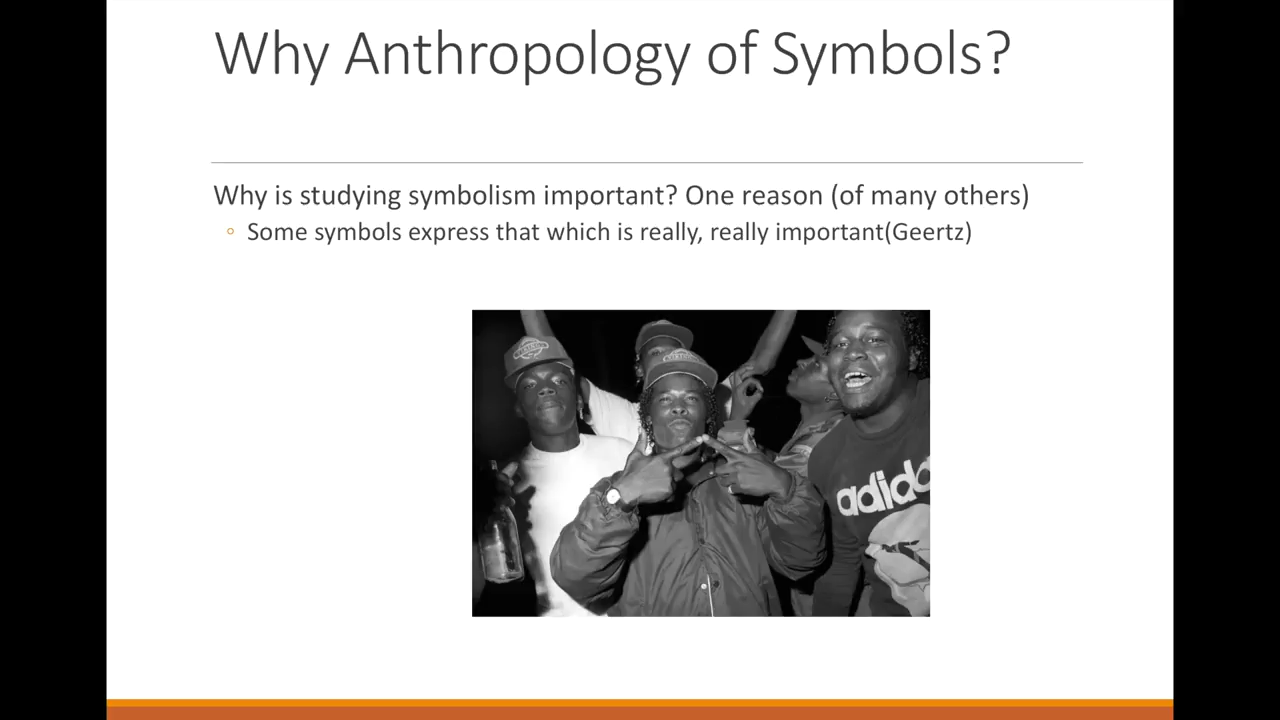 Why Anthropology of Symbols?
Why is studying symbolism important? One reason (of many others)
Some symbols express that which is really, really important(Geertz)